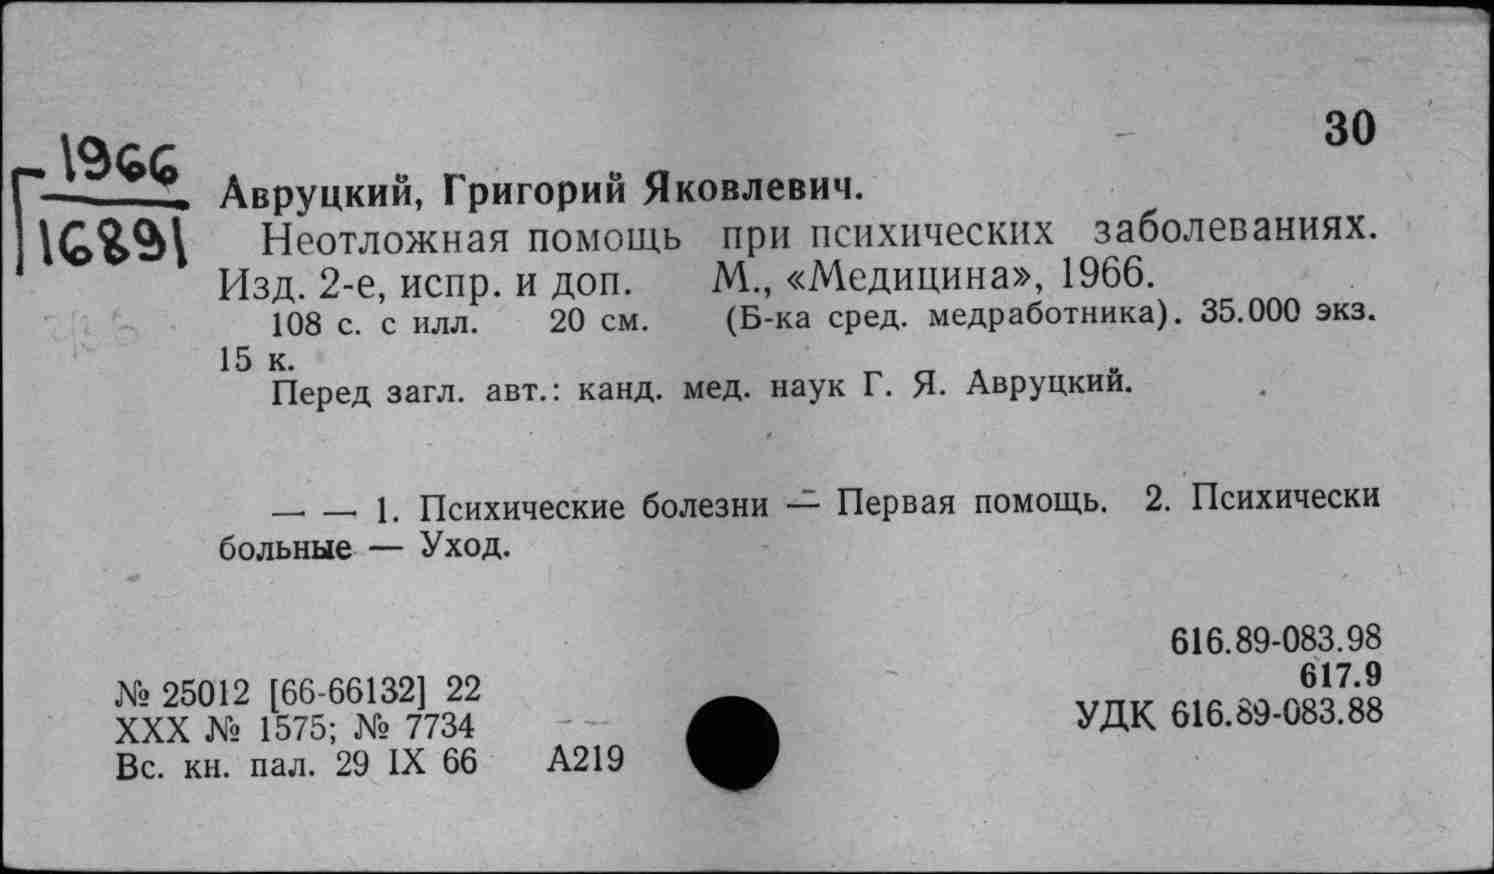 30
1966
16891
Авруцкий, Григорий Яковлевич.
Неотложная помощь при психических заболеваниях.
Изд. 2-е, испр. и доп. М., «Медицина», 1966.
108 с. с илл. 20 см. (Б-ка сред. медработника). 35.000 экз.
15 к.
Перед загл. авт.: канд. мед. наук Г. Я. Авруцкий.
— — 1. Психические болезни — Первая помощь. 2. Психически
больные — Уход.
616.89-083.98
617.9
УДК 616.89-083.88
№ 25012 [66-66132] 22
XXX № 1575; № 7734
Вс. кн. пал. 29 IX 66 А219